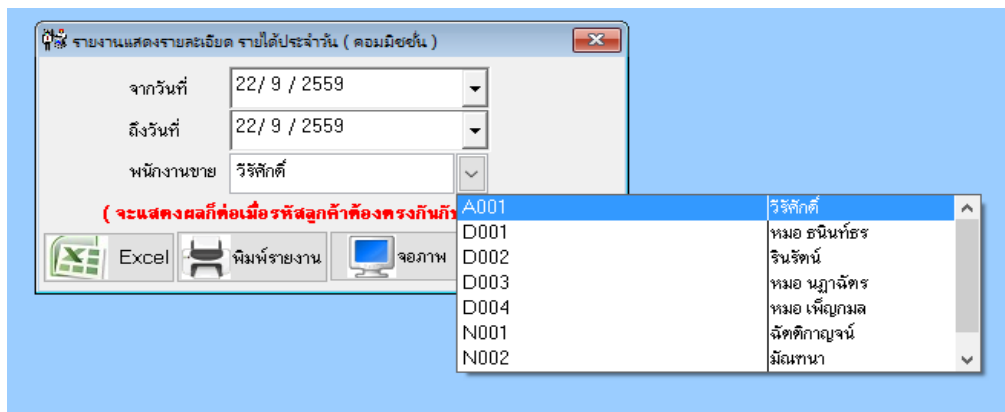 รายงานแสดงรายละเอียด รายได้ประจำวัน ( คอมมิชชั่น )
จากวันที่ 22/ 9 / 2559
ถึงวันที่ 22/ 9 / 2559
พนักงานขาย วีรัศักดิ์
( จะแสดงผลก็ต่อเมื่อรหัสลูกค้าต้องตรงกันกับ
Excel พิมพ์รายงาน จอภาพ
A001 วีรัศักดิ์
D001 หมอ ธนินท์ธร
D002 รินรัตน์
D003 หมอ นฏาฉัตร
D004 หมอ เพ็ญกมล
N001 ฉัตติกาญจน์
N002 มัณฑนา